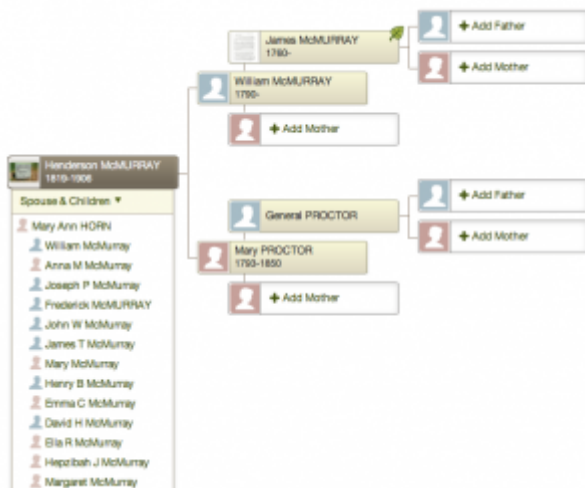 James McMURRAY
1760-
+ Add Father
+ Add Mother
William McMURRAY
1790-
+ Add Mother
Henderson McMURRAY
1819-1906
Spouse & Children
Mary Ann HORN
William McMurray
Anna M McMurray
Joseph P McMurray
Frederick McMURRAY
John W McMurray
James T McMurray
Mary McMurray
Henry B McMurray
Emma C McMurray
David H McMurray
Ella R McMurray
Hepzibah J McMurray
Margaret McMurray
General PROCTOR
+ Add Father
+ Add Mother
Mary PROCTOR
1793-1850
+ Add Mother